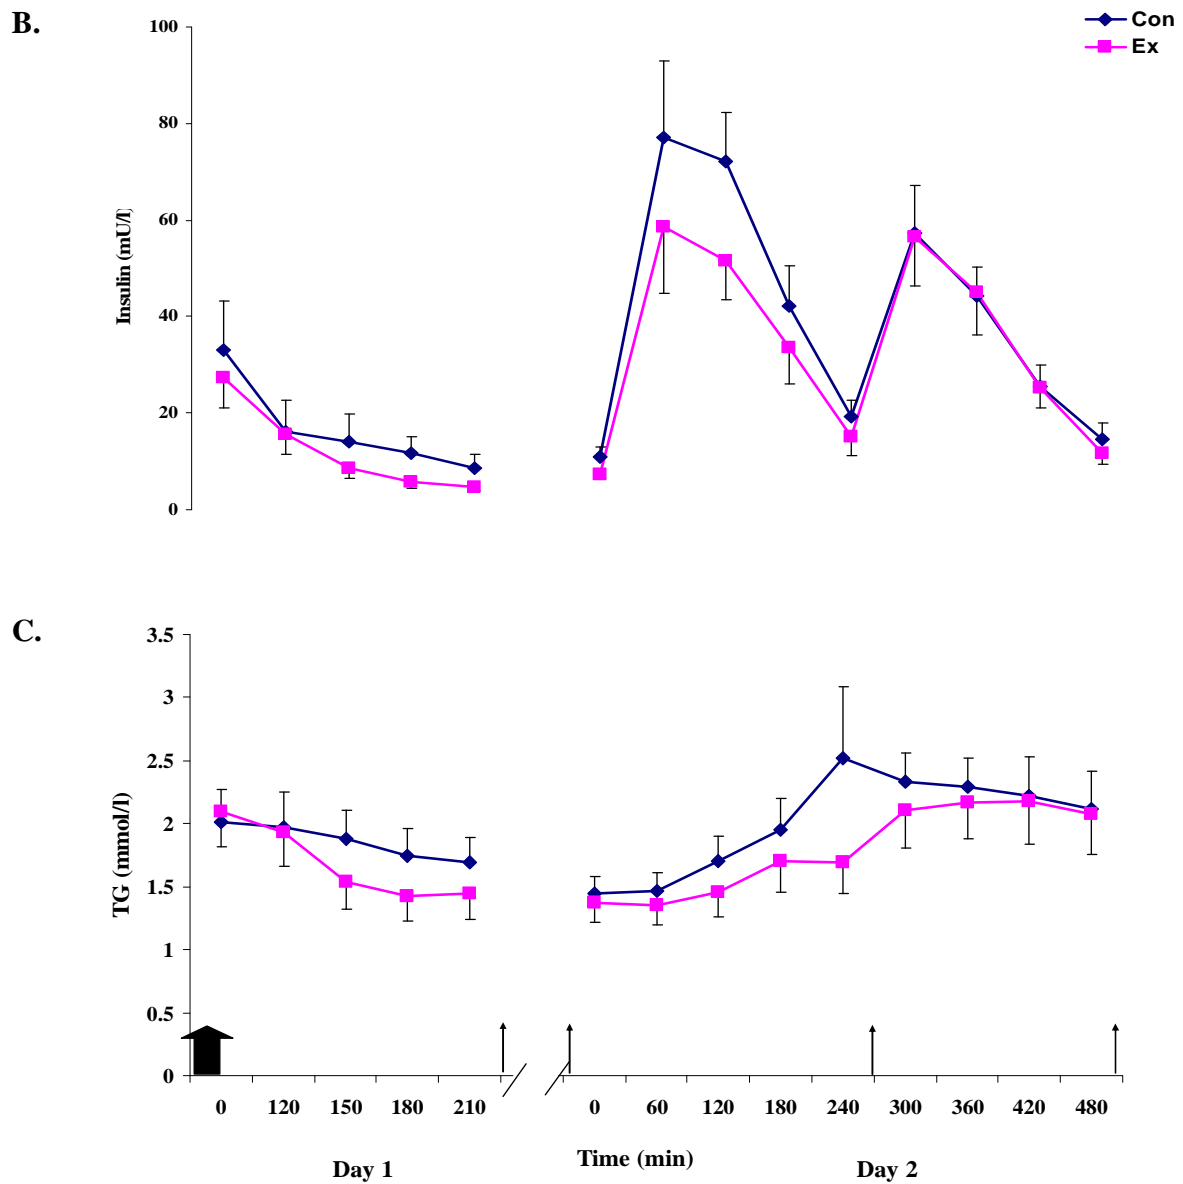 B.
Con
Ex
100
80
60
40
20
0
Insulin (mU/l)
C.
3.5
3
2.5
2
1.5
1
0.5
0
TG (mmol/l)
0 120 150 180 210 0 60 120 180 240 300 360 420 480
Time (min)
Day 1 Day 2